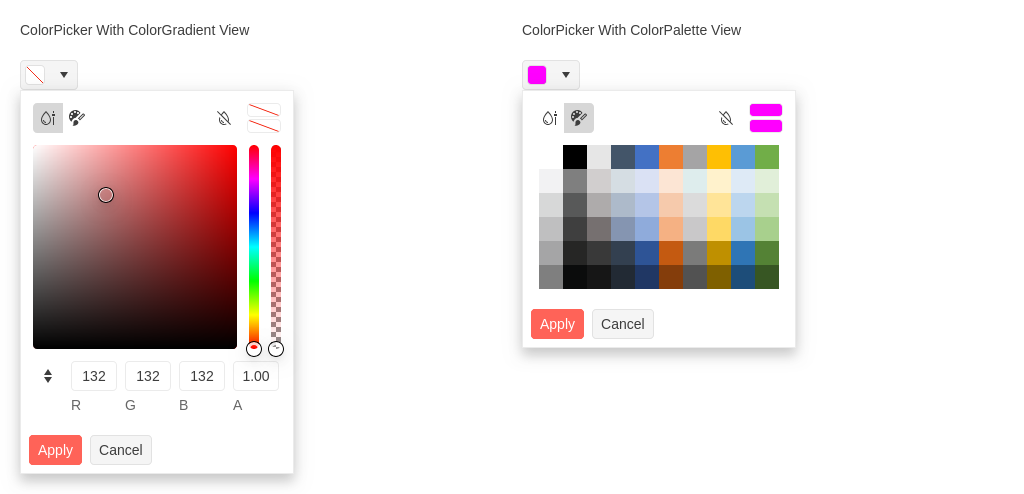 ColorPicker With ColorGradient View
132 132 132 1.00
R G B A
Apply Cancel
ColorPicker With ColorPalette View
Apply Cancel